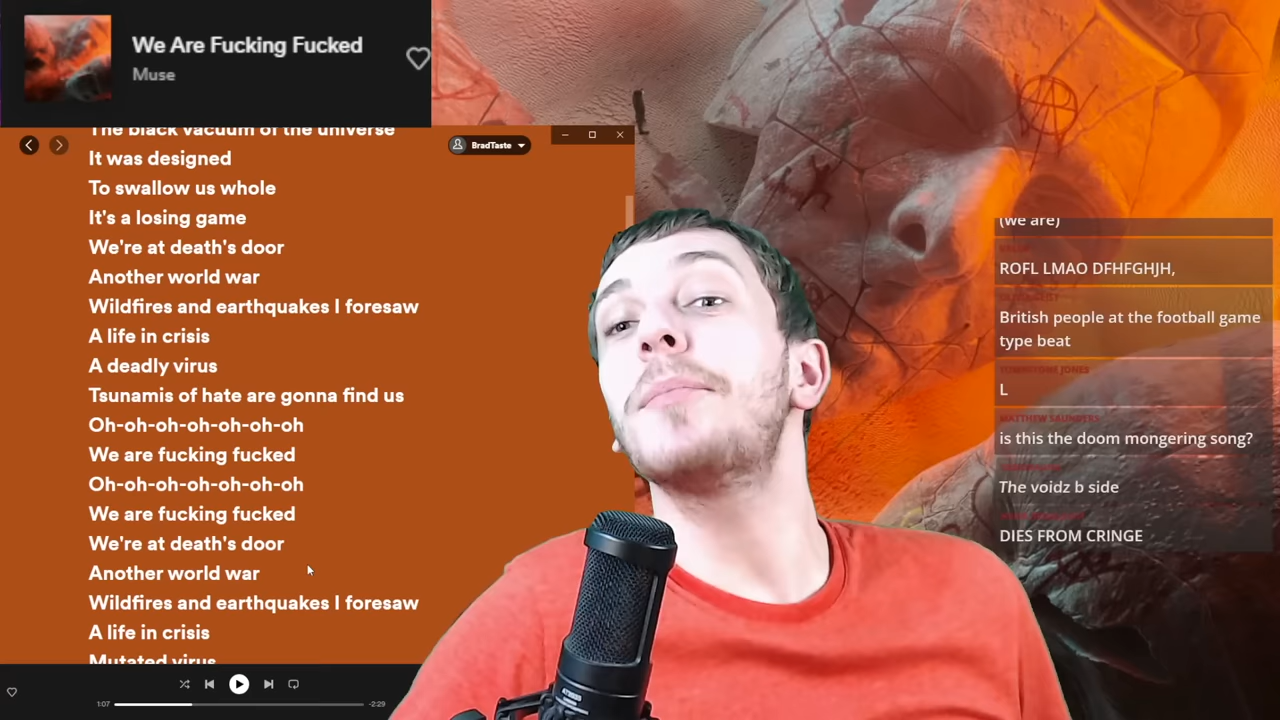 We Are Fucking Fucked
Muse
The black vacuum of the universe
BradTaste
It was designed
To swallow us whole
It's a losing game
We're at death's door
Another world war
Wildfires and earthquakes I foresaw
A life in crisis
A deadly virus
Tsunamis of hate are gonna find us
Oh-oh-oh-oh-oh-oh-oh
We are fucking fucked
Oh-oh-oh-oh-oh-oh-oh
We are fucking fucked
We're at death's door
Another world war
Wildfires and earthquakes I foresaw
A life in crisis
Mutated virus
1:07
-2:29
(we are)
ROFL LMAO DFHFGHJH,
British people at the football game
type beat
L
MATTHEW SAUNDERS
is this the doom mongering song?
The voidz b side
DIES FROM CRINGE